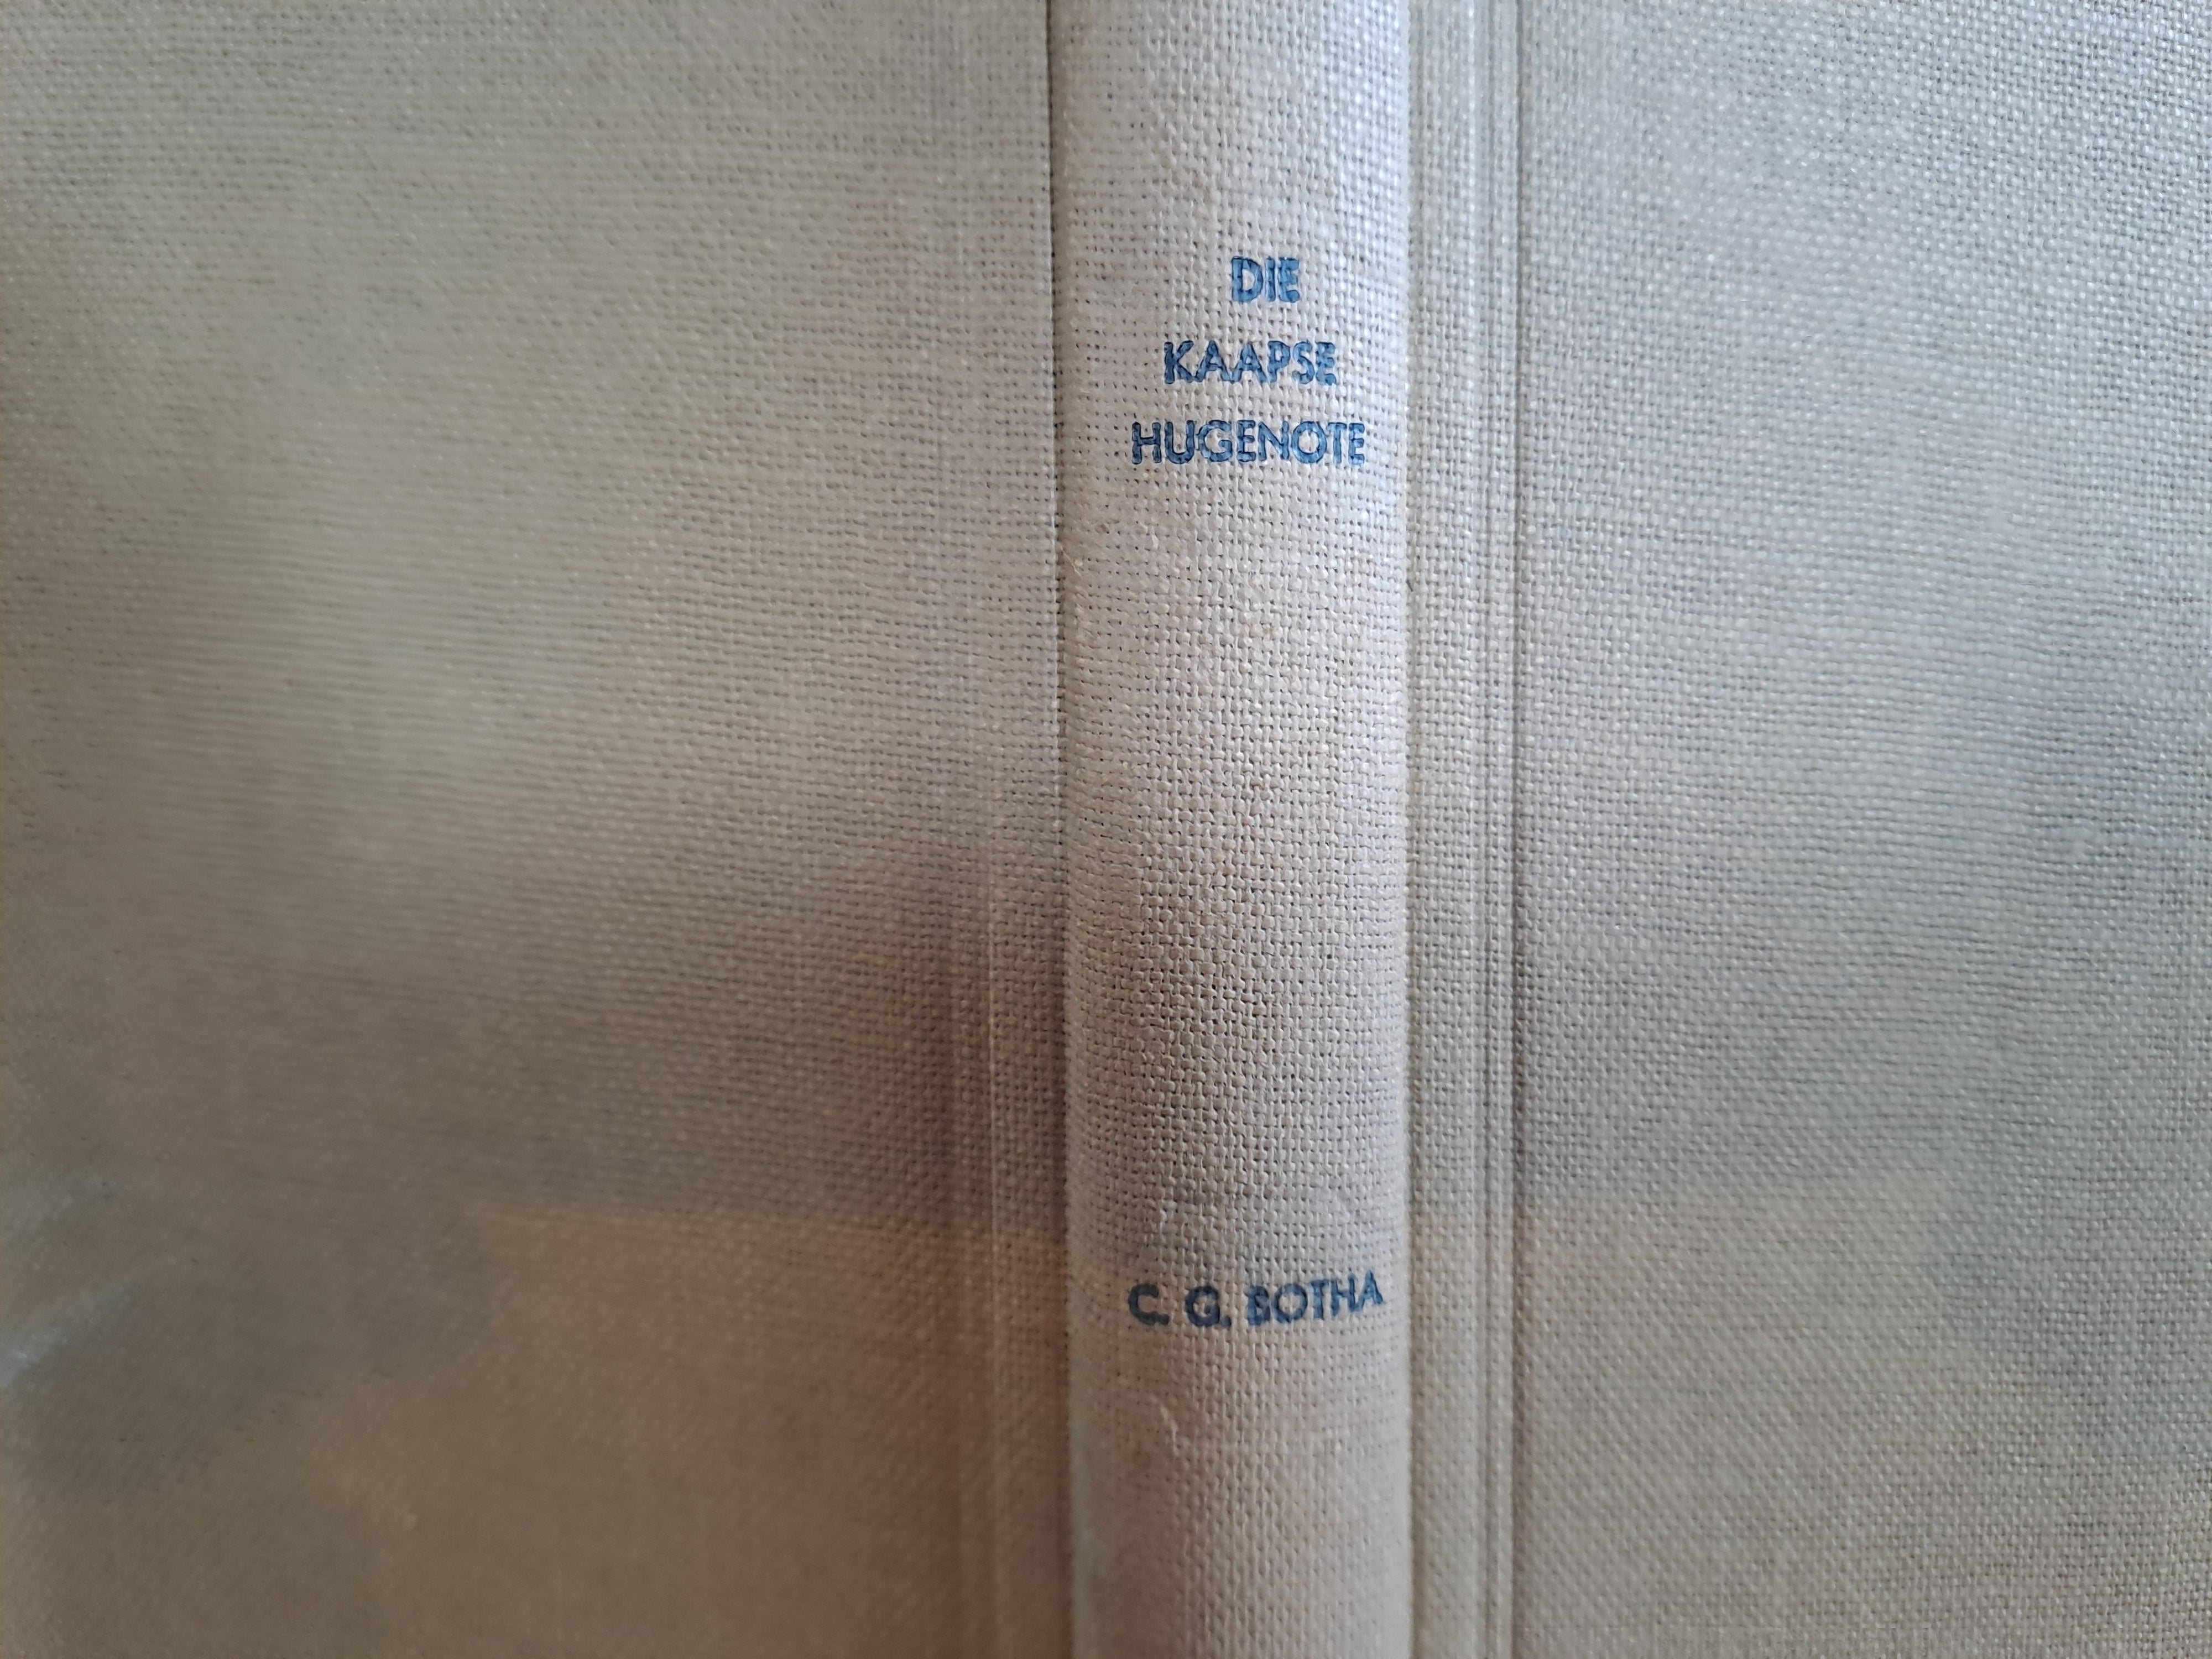 DIE
KAAPSE
HUGENOTE
C. G. BOTHA